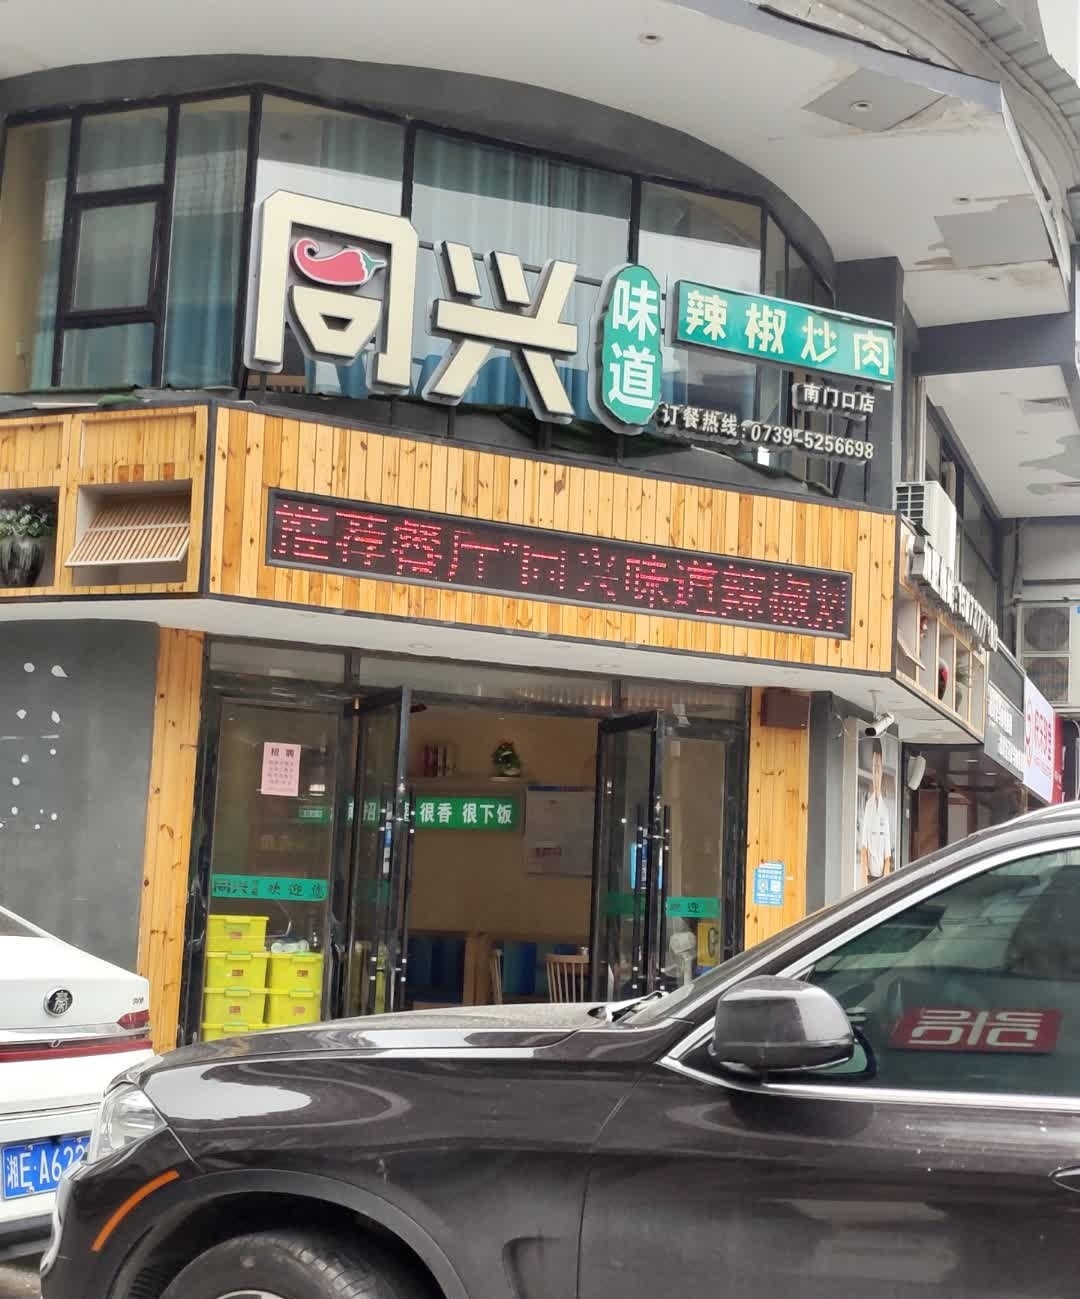 同兴
味道
辣椒炒肉
南门口店
订餐热线:0739-5256698
推荐餐厅"同兴味道辣椒炒
招聘
很香 很下饭
同兴 欢迎
欢迎
湘E·A62